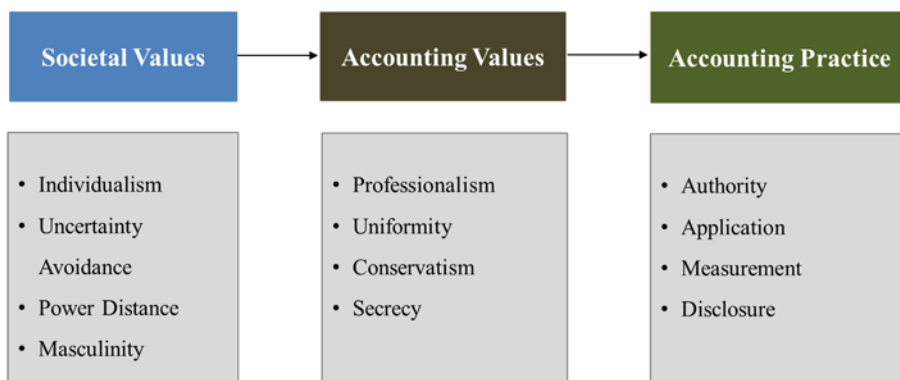 Societal Values
Accounting Values
Accounting Practice
• Individualism
• Uncertainty
Avoidance
• Power Distance
• Masculinity
• Professionalism
• Uniformity
• Conservatism
• Secrecy
• Authority
• Application
• Measurement
• Disclosure